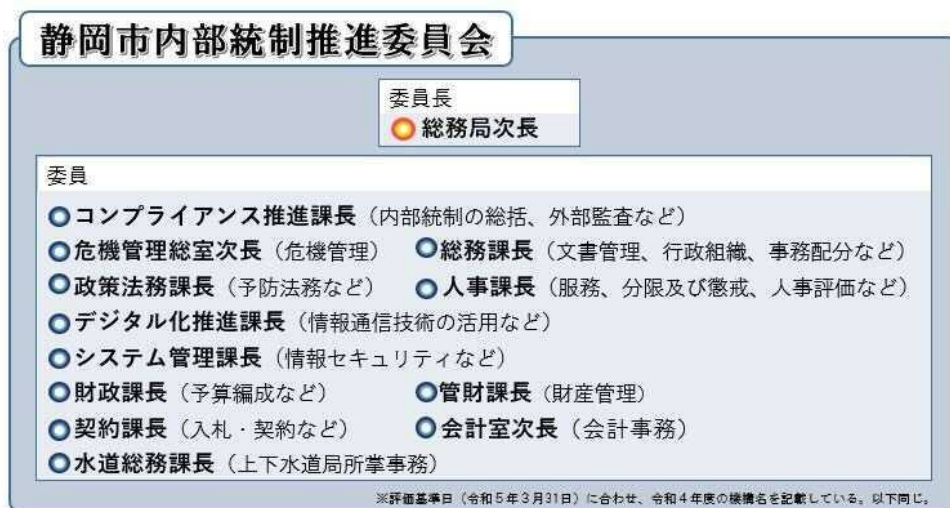 静岡市内部統制推進委員会
委員長
総務局次長
委員
コンプライアンス推進課長（内部統制の総括、外部監査など）
危機管理総室次長（危機管理） 総務課長（文書管理、行政組織、事務配分など）
政策法務課長（予防法務など） 人事課長（服務、分限及び懲戒、人事評価など）
デジタル化推進課長（情報通信技術の活用など）
システム管理課長（情報セキュリティなど）
財政課長（予算編成など） 管財課長（財産管理）
契約課長（入札・契約など） 会計室次長（会計事務）
水道総務課長（上下水道局所掌事務）
※評価基準日（令和5年3月31日）に合わせ、令和4年度の機構名を記載している。以下同じ。